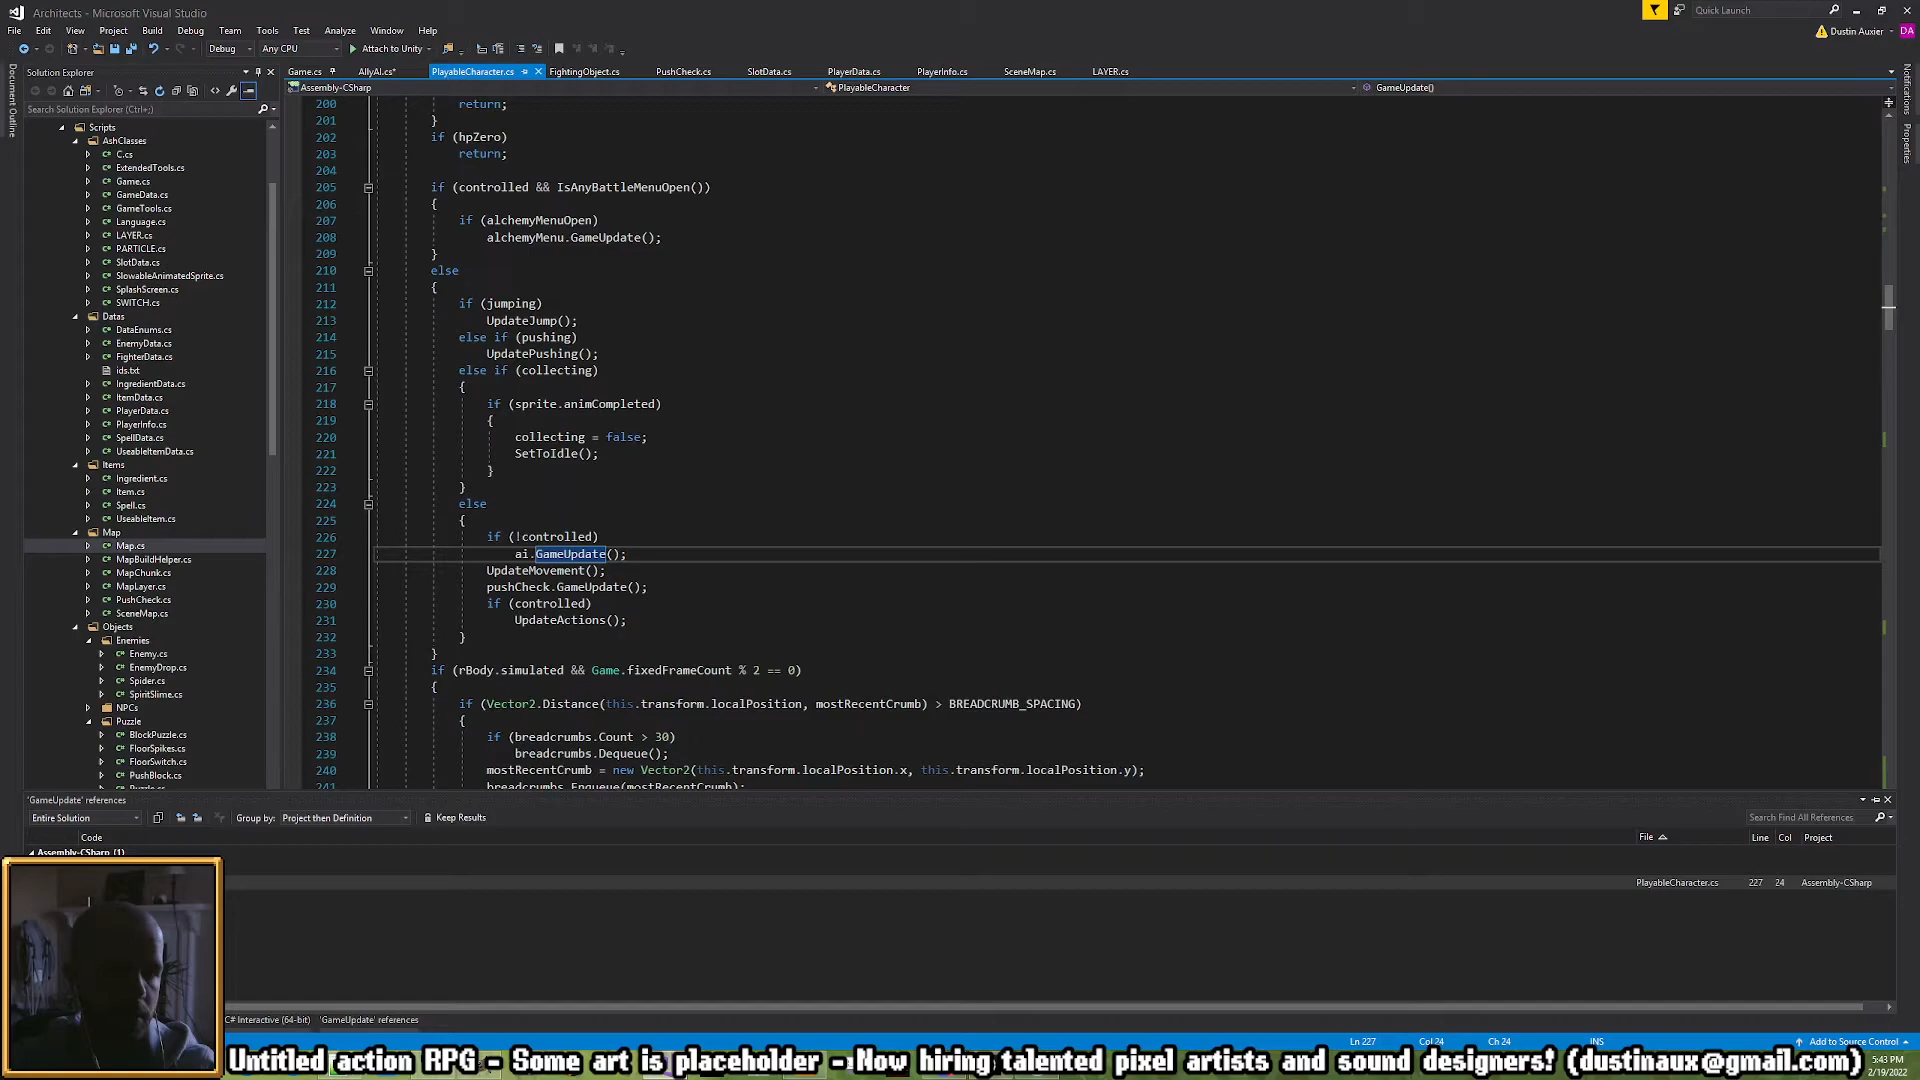 Architects - Microsoft Visual Studio
Quick Launch
File Edit View Project Build Debug Team Tools Test Analyze Window Help
Dustin Auxier
DA
Debug Any CPU Attach to Unity
Document Outline
Notifications
Properties
Solution Explorer
Search Solution Explorer (Ctrl+;)
Scripts
AshClasses
C.cs
ExtendedTools.cs
Game.cs
GameData.cs
GameTools.cs
Language.cs
LAYER.cs
PARTICLE.cs
SlotData.cs
SlowableAnimatedSprite.cs
SplashScreen.cs
SWITCH.cs
Datas
DataEnums.cs
EnemyData.cs
FighterData.cs
ids.txt
IngredientData.cs
ItemData.cs
PlayerData.cs
PlayerInfo.cs
SpellData.cs
UseableItemData.cs
Items
Ingredient.cs
Item.cs
Spell.cs
UseableItem.cs
Map
Map.cs
MapBuildHelper.cs
MapChunk.cs
MapLayer.cs
PushCheck.cs
SceneMap.cs
Objects
Enemies
Enemy.cs
EnemyDrop.cs
Spider.cs
SpiritSlime.cs
NPCs
Puzzle
BlockPuzzle.cs
FloorSpikes.cs
FloorSwitch.cs
PushBlock.cs
Puzzle.cs
Game.cs AllyAI.cs* PlayableCharacter.cs FightingObject.cs PushCheck.cs SlotData.cs PlayerData.cs PlayerInfo.cs SceneMap.cs LAYER.cs
Assembly-CSharp PlayableCharacter GameUpdate()
200 return;
201 }
202 if (hpZero)
203 return;
204
205 if (controlled && IsAnyBattleMenuOpen())
206 {
207 if (alchemyMenuOpen)
208 alchemyMenu.GameUpdate();
209 }
210 else
211 {
212 if (jumping)
213 UpdateJump();
214 else if (pushing)
215 UpdatePushing();
216 else if (collecting)
217 {
218 if (sprite.animCompleted)
219 {
220 collecting = false;
221 SetToIdle();
222 }
223 }
224 else
225 {
226 if (!controlled)
227 ai.GameUpdate();
228 UpdateMovement();
229 pushCheck.GameUpdate();
230 if (controlled)
231 UpdateActions();
232 }
233 }
234 if (rBody.simulated && Game.fixedFrameCount % 2 == 0)
235 {
236 if (Vector2.Distance(this.transform.localPosition, mostRecentCrumb) > BREADCRUMB_SPACING)
237 {
238 if (breadcrumbs.Count > 30)
239 breadcrumbs.Dequeue();
240 mostRecentCrumb = new Vector2(this.transform.localPosition.x, this.transform.localPosition.y);
241 breadcrumbs.Enqueue(mostRecentCrumb);
'GameUpdate' references
Entire Solution Group by: Project then Definition Keep Results Search Find All References
Code File Line Col Project
Assembly-CSharp (1)
PlayableCharacter.cs 227 24 Assembly-CSharp
C# Interactive (64-bit) 'GameUpdate' references
Ln 227 Col 24 Ch 24 INS Add to Source Control
Untitled action RPG - Some art is placeholder - Now hiring talented pixel artists and sound designers! (dustinaux@gmail.com)
5:43 PM
2/19/2022